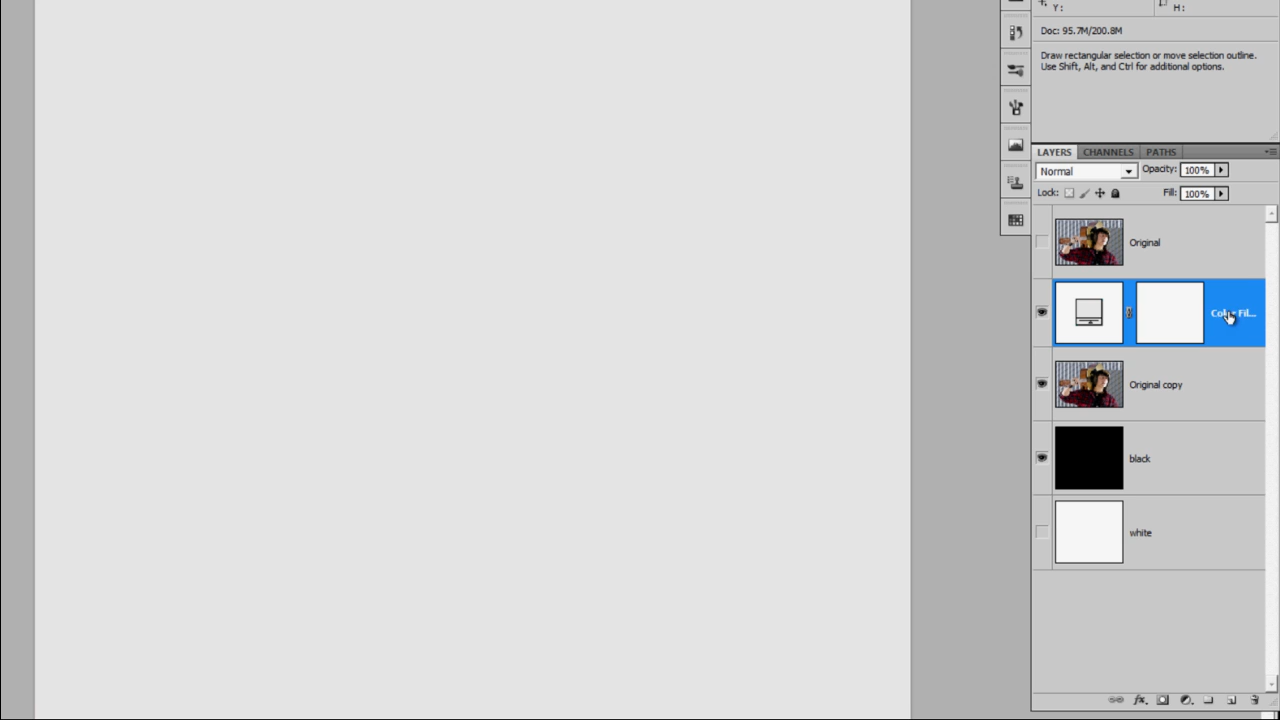 Y: H:
Doc: 95.7M/200.8M
Draw rectangular selection or move selection outline.
Use Shift, Alt, and Ctrl for additional options.
LAYERS CHANNELS PATHS
Normal Opacity: 100%
Lock: Fill: 100%
Original
Color Fil...
Original copy
black
white
fx.